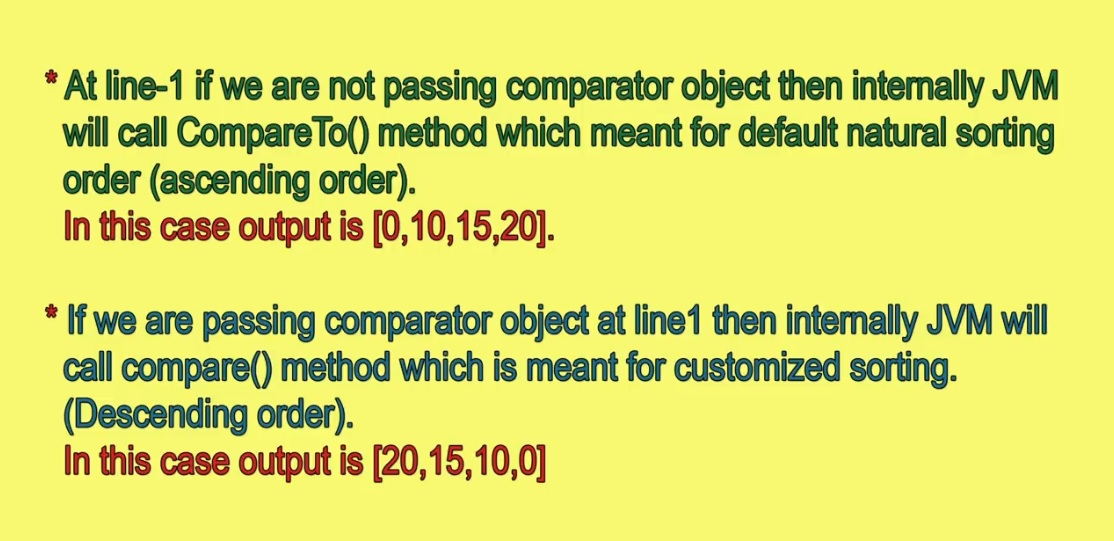 * At line-1 if we are not passing comparator object then internally JVM
will call CompareTo() method which meant for default natural sorting
order (ascending order).
In this case output is [0,10,15,20].
* If we are passing comparator object at line1 then internally JVM will
call compare() method which is meant for customized sorting.
(Descending order).
In this case output is [20,15,10,0]